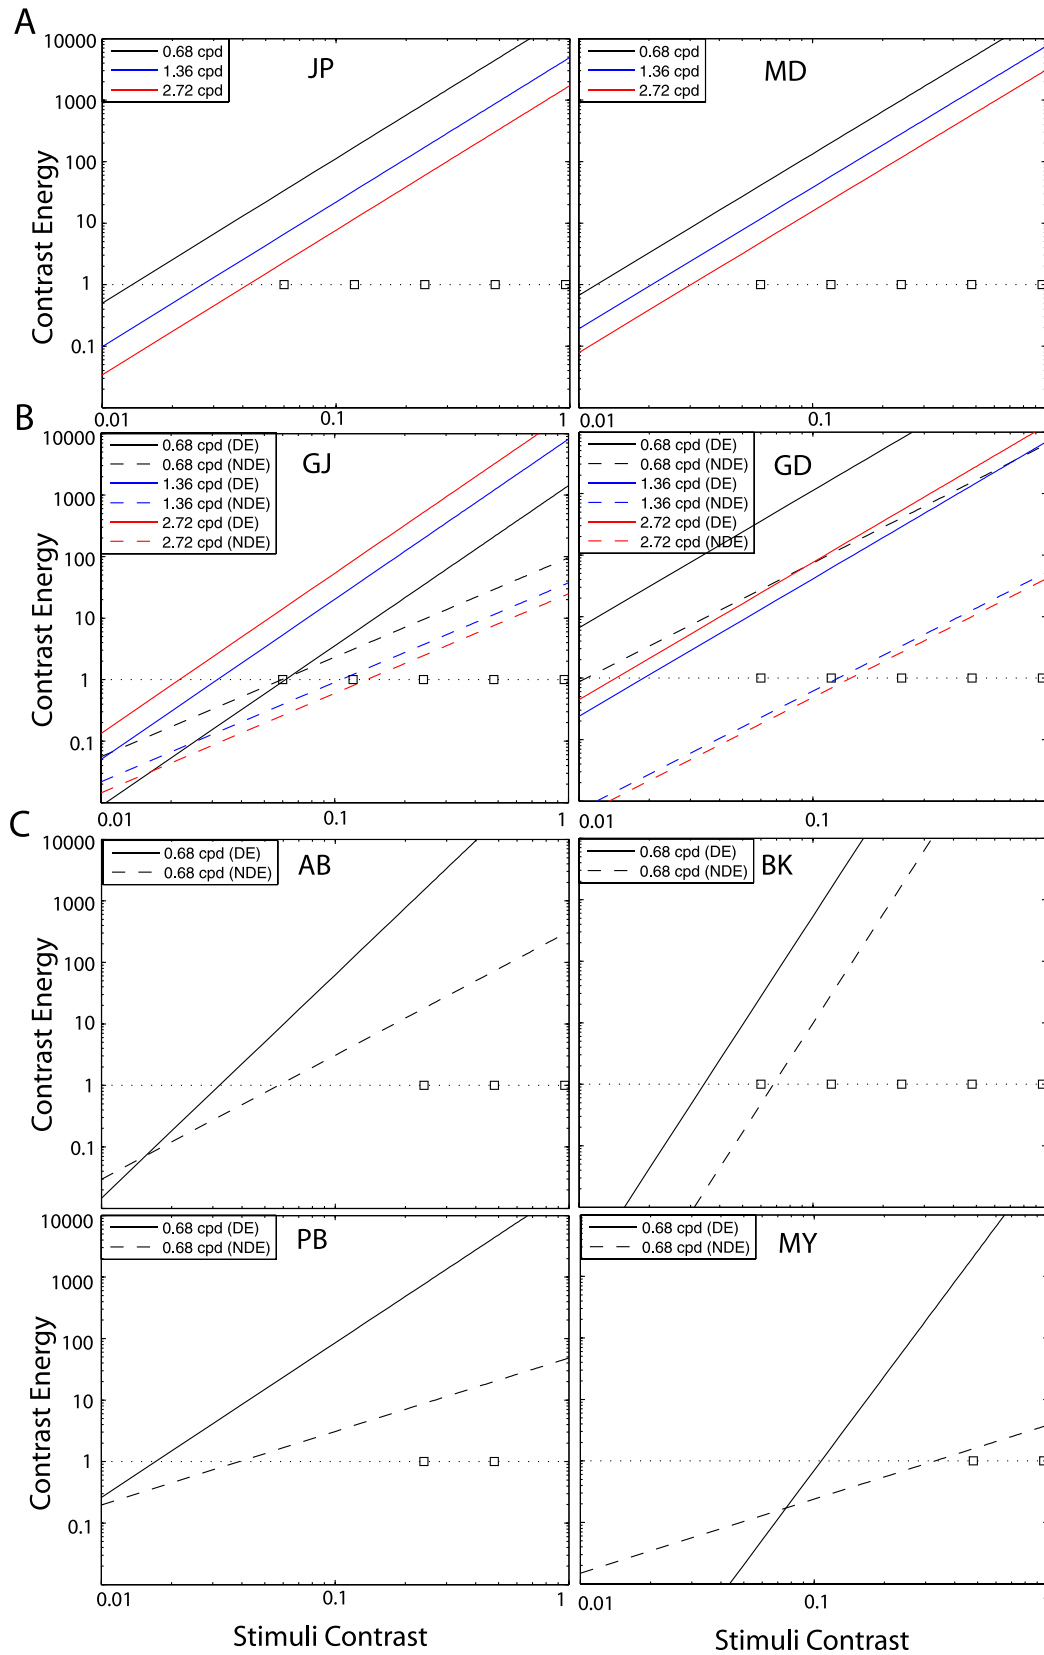 A
10000
1000
100
10
1
0.1
Contrast Energy
0.68 cpd
1.36 cpd
2.72 cpd
JP
0.01
0.1
1
0.68 cpd
1.36 cpd
2.72 cpd
MD
0.01
0.1
1
B
10000
1000
100
10
1
0.1
Contrast Energy
0.68 cpd (DE)
0.68 cpd (NDE)
1.36 cpd (DE)
1.36 cpd (NDE)
2.72 cpd (DE)
2.72 cpd (NDE)
GJ
0.01
0.1
1
0.68 cpd (DE)
0.68 cpd (NDE)
1.36 cpd (DE)
1.36 cpd (NDE)
2.72 cpd (DE)
2.72 cpd (NDE)
GD
0.01
0.1
1
C
10000
1000
100
10
1
0.1
Contrast Energy
0.68 cpd (DE)
0.68 cpd (NDE)
AB
0.68 cpd (DE)
0.68 cpd (NDE)
BK
10000
1000
100
10
1
0.1
Contrast Energy
0.68 cpd (DE)
0.68 cpd (NDE)
PB
0.01
0.1
1
Stimuli Contrast
0.68 cpd (DE)
0.68 cpd (NDE)
MY
0.01
0.1
1
Stimuli Contrast